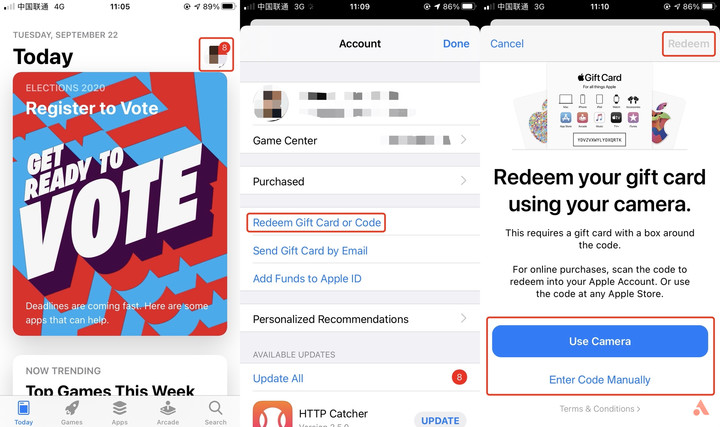 中国联通 4G
11:05
89%
TUESDAY, SEPTEMBER 22
Today
8
ELECTIONS 2020
Register to Vote
GET
READY TO
VOTE
Deadlines are coming fast. Here are some
apps that can help.
NOW TRENDING
Top Games This Week
Today
Games
Apps
Arcade
Search
中国联通 3G
11:09
86%
Account
Done
Game Center
Purchased
Redeem Gift Card or Code
Send Gift Card by Email
Add Funds to Apple ID
Personalized Recommendations
AVAILABLE UPDATES
Update All
8
HTTP Catcher
UPDATE
Version 2.5.0
中国联通
11:10
86%
Cancel
Redeem
Gift Card
For all things Apple
Redeem your gift card
using your camera.
This requires a gift card with a box around
the code.
For online purchases, scan the code to
redeem into your Apple Account. Or use
the code at any Apple Store.
Use Camera
Enter Code Manually
Terms & Conditions >